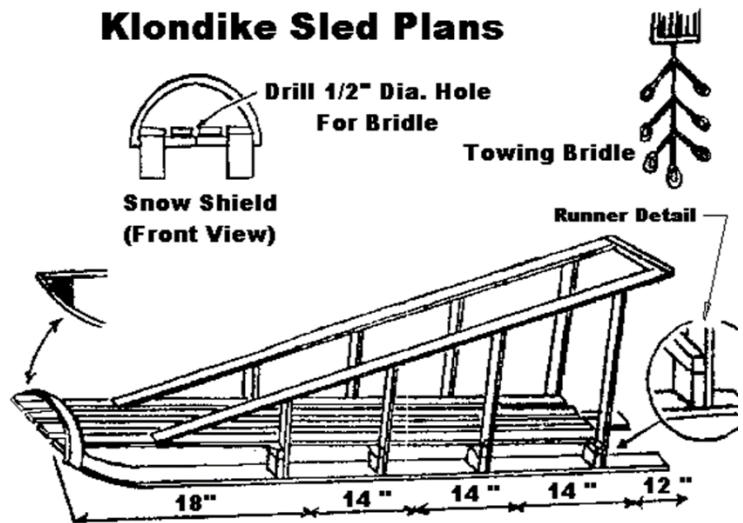 Klondike Sled Plans
Drill 1/2" Dia. Hole
For Bridle
Towing Bridle
Snow Shield
(Front View)
Runner Detail
18" 14 " 14 " 14 " 12 "